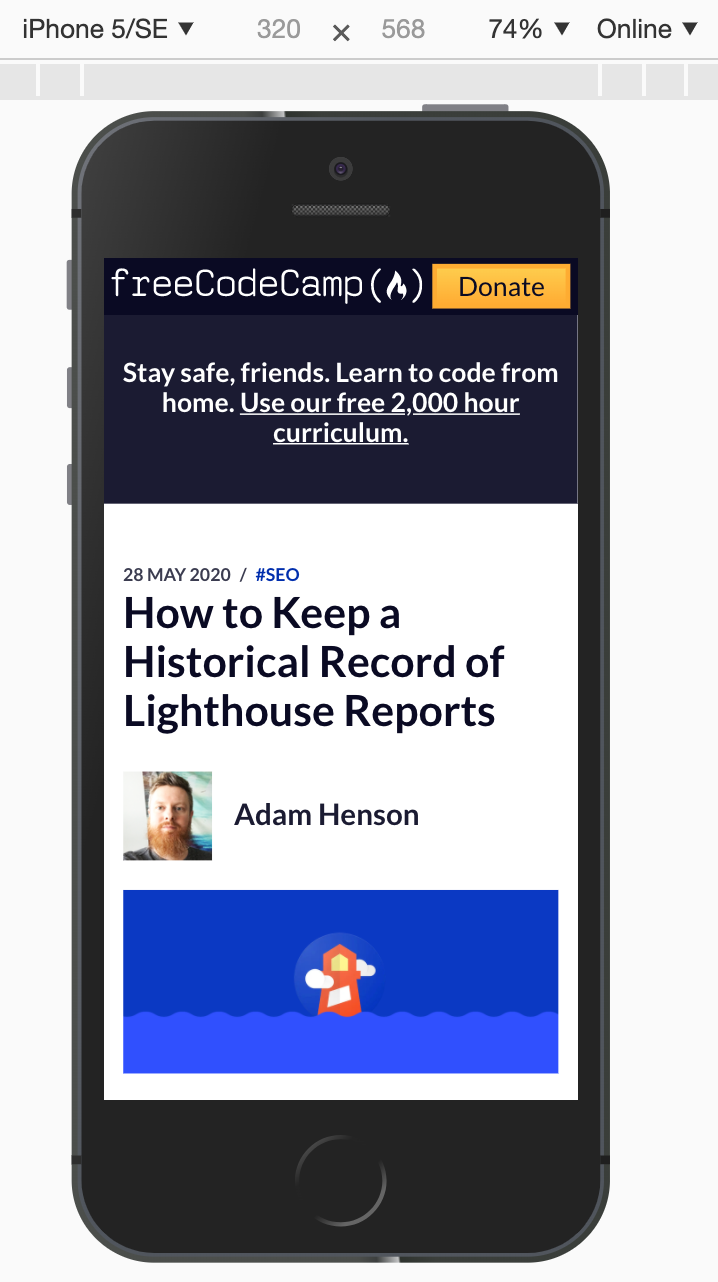 iPhone 5/SE ▼ 320 × 568 74% ▼ Online ▼
freeCodeCamp(🔥) Donate
Stay safe, friends. Learn to code from
home. Use our free 2,000 hour
curriculum.
28 MAY 2020 / #SEO
How to Keep a
Historical Record of
Lighthouse Reports
Adam Henson